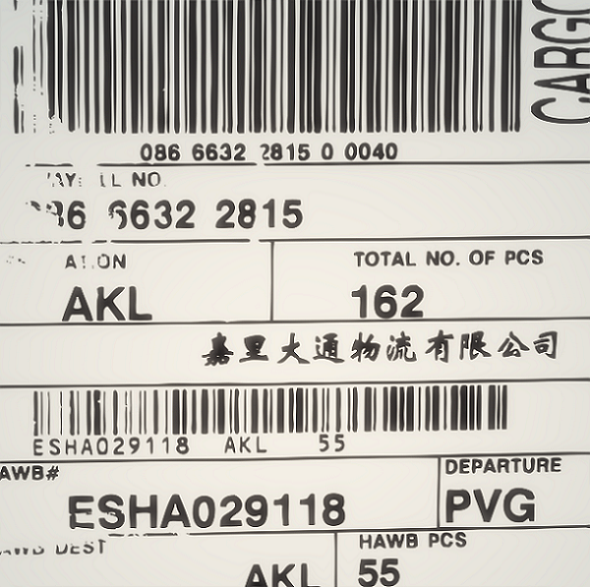 CARGO
086 6632 2815 0 0040
NO.
6632 2815
TOTAL NO. OF PCS
AKL
162
嘉里大通物流有限公司
ESHA029118 AKL 55
AWB#
DEPARTURE
ESHA029118
PVG
DEST
HAWB PCS
AKL
55